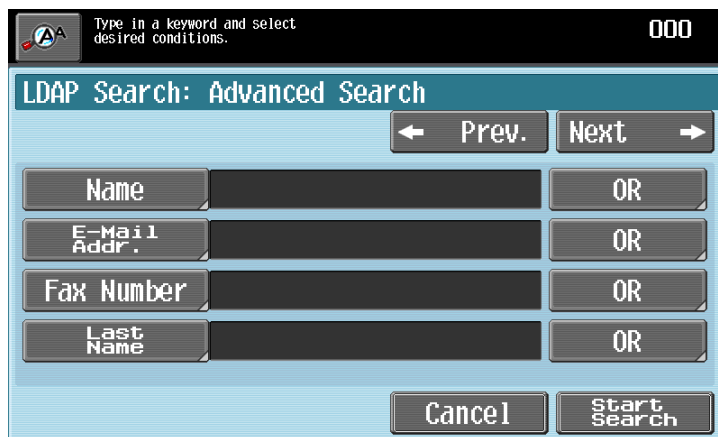 Type in a keyword and select
desired conditions.
000
LDAP Search: Advanced Search
← Prev.
Next →
Name
OR
E-Mail
Addr.
OR
Fax Number
OR
Last
Name
OR
Cancel
Start
Search